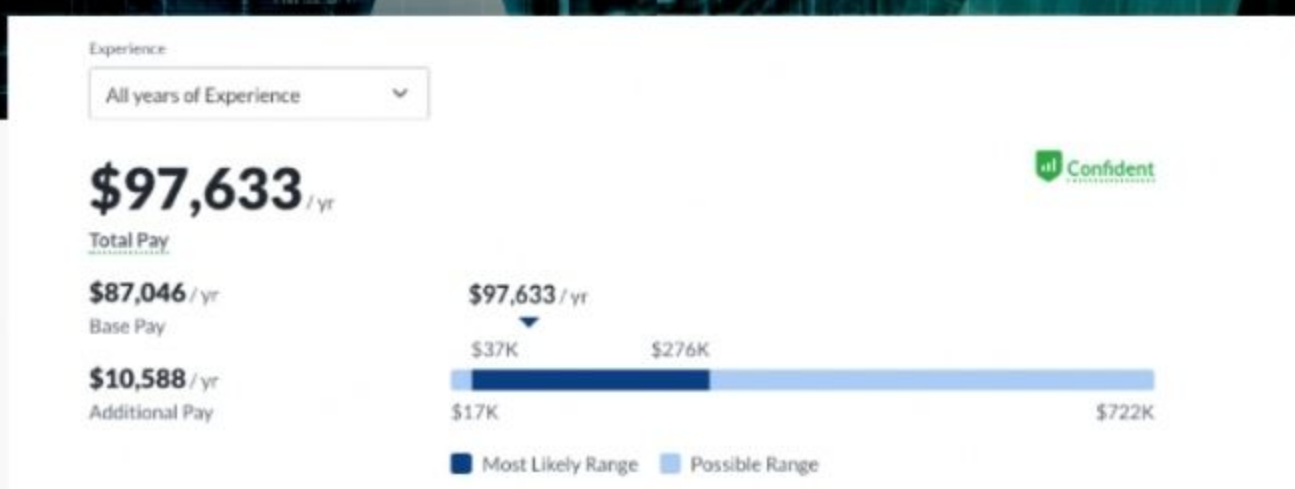 Experience
All years of Experience
$97,633 / yr
Confident
Total Pay
$87,046 / yr
Base Pay
$10,588 / yr
Additional Pay
$97,633 / yr
$37K $276K
$17K $722K
Most Likely Range Possible Range